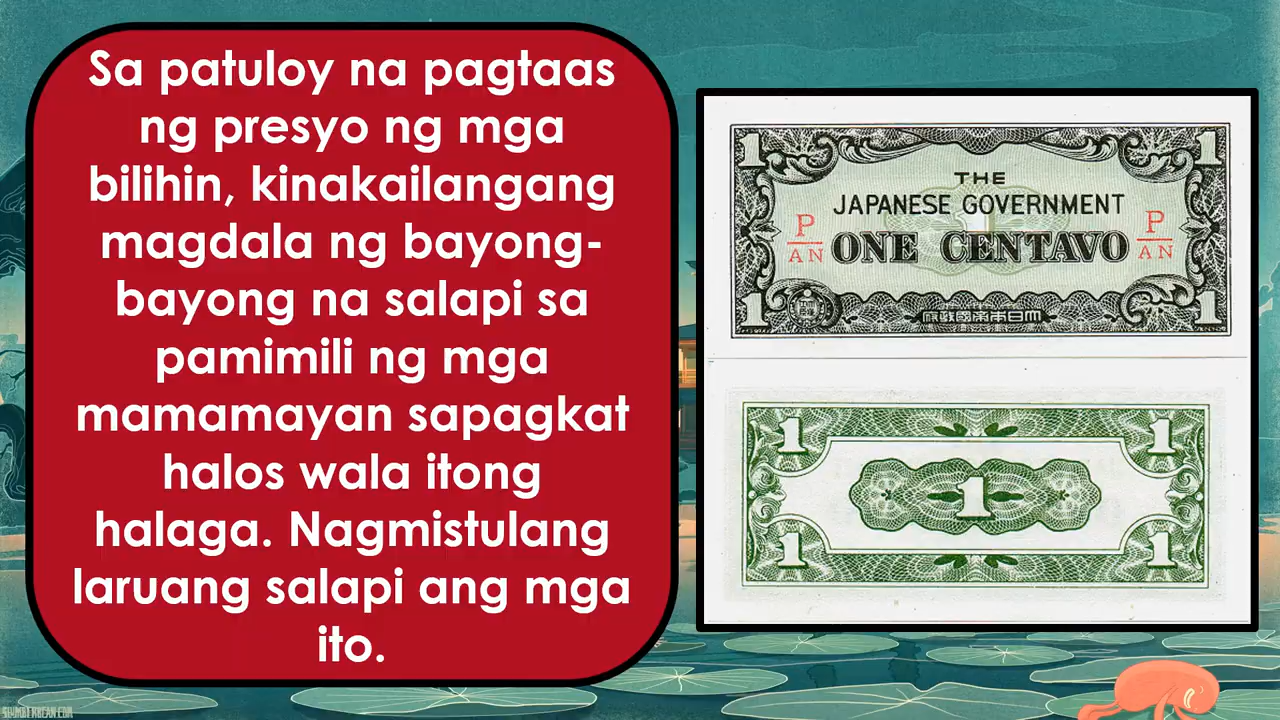 Sa patuloy na pagtaas
ng presyo ng mga
bilihin, kinakailangang
magdala ng bayong-
bayong na salapi sa
pamimili ng mga
mamamayan sapagkat
halos wala itong
halaga. Nagmistulang
laruang salapi ang mga
ito.
1 1
THE
JAPANESE GOVERNMENT
P P
AN ONE CENTAVO AN
1 1
1 1
1
1 1